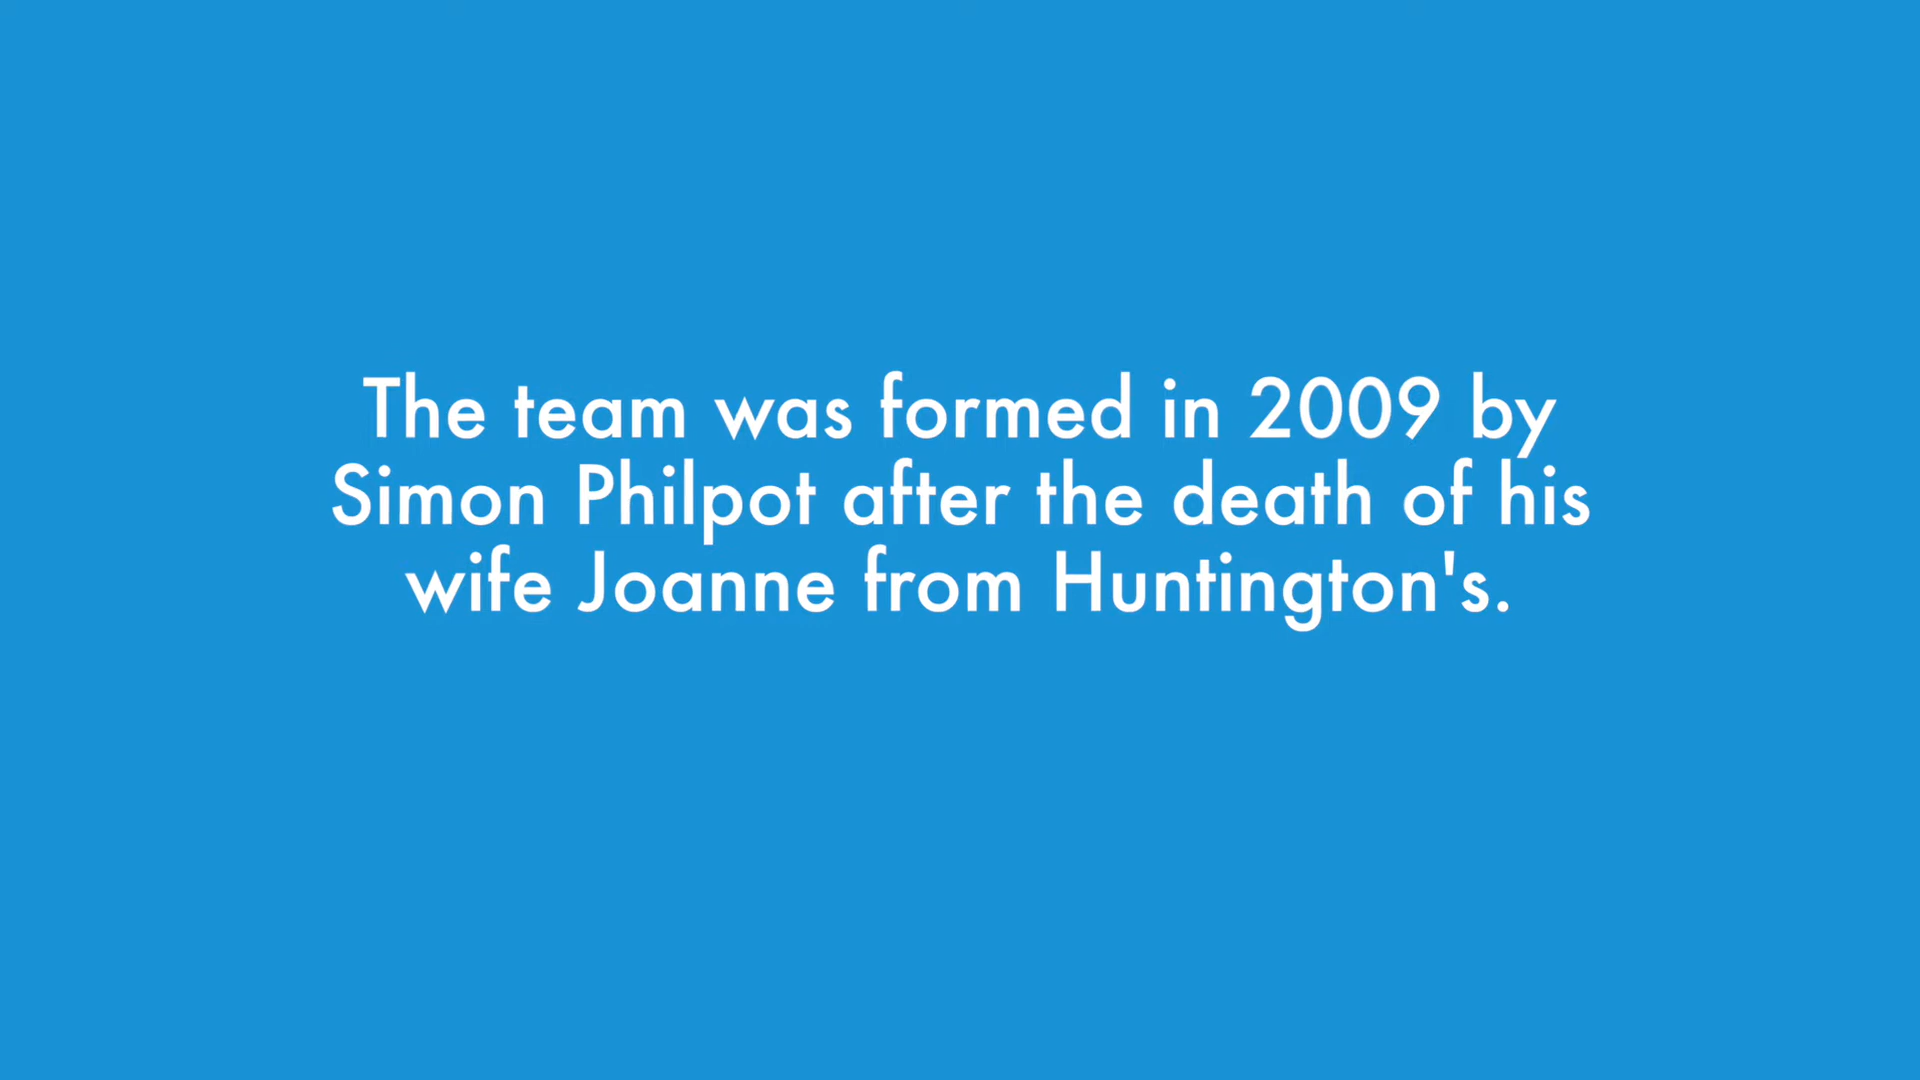 The team was formed in 2009 by
Simon Philpot after the death of his
wife Joanne from Huntington's.